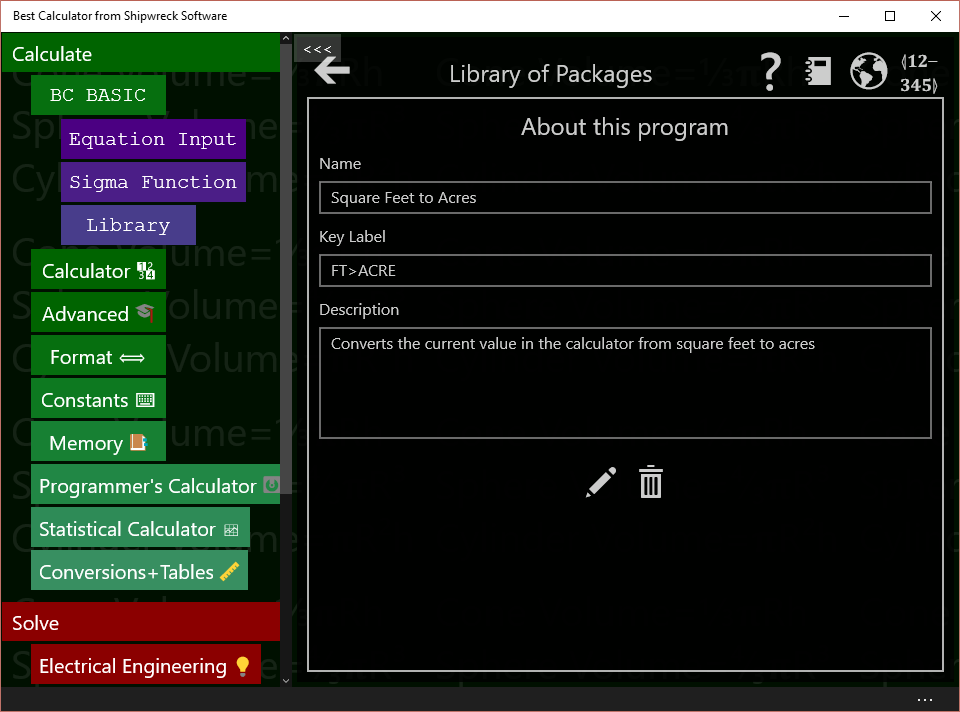 Best Calculator from Shipwreck Software
Calculate
BC BASIC
Equation Input
Sigma Function
Library
Calculator
Advanced
Format
Constants
Memory
Programmer's Calculator
Statistical Calculator
Conversions+Tables
Solve
Electrical Engineering
<<<
Library of Packages
?
(12–
345)
About this program
Name
Square Feet to Acres
Key Label
FT>ACRE
Description
Converts the current value in the calculator from square feet to acres
...